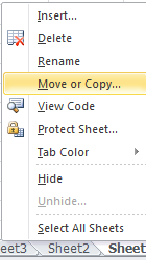 Insert...
Delete
Rename
Move or Copy...
View Code
Protect Sheet...
Tab Color
Hide
Unhide...
Select All Sheets
eet3 Sheet2 Sheet